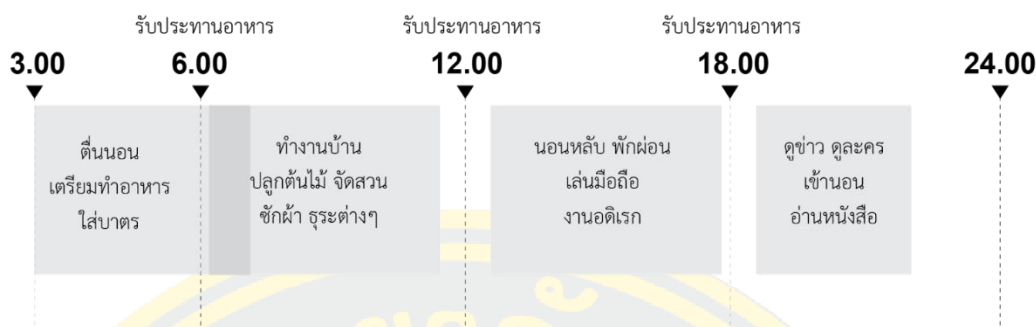 รับประทานอาหาร รับประทานอาหาร รับประทานอาหาร
3.00 6.00 12.00 18.00 24.00
ตื่นนอน
เตรียมทำอาหาร
ใส่บาตร
ทำงานบ้าน
ปลูกต้นไม้ จัดสวน
ซักผ้า ธุระต่างๆ
นอนหลับ พักผ่อน
เล่นมือถือ
งานอดิเรก
ดูข่าว ดูละคร
เข้านอน
อ่านหนังสือ